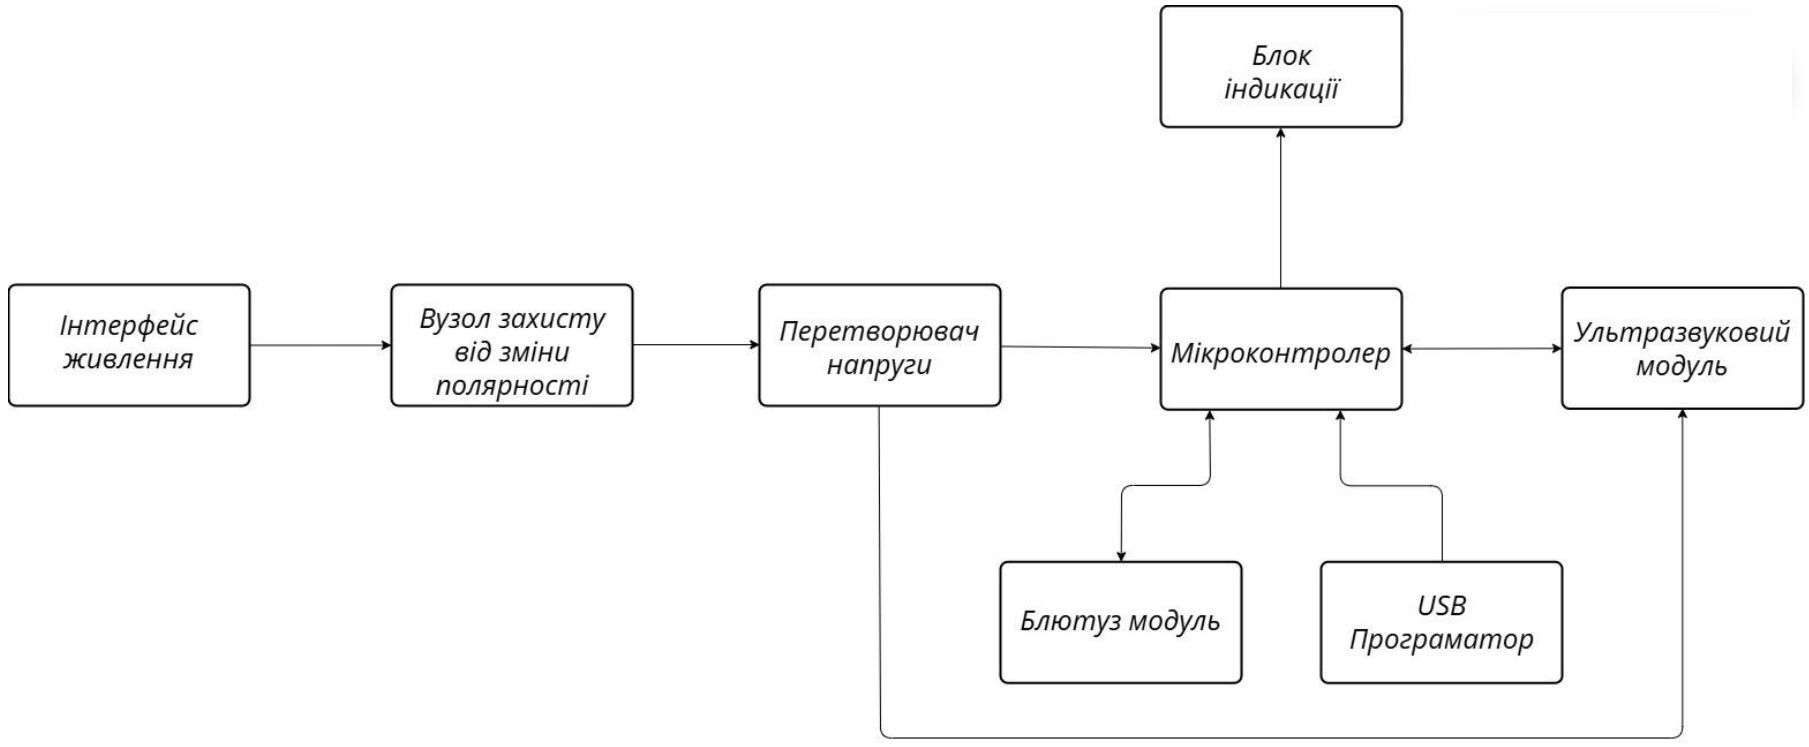 Блок
індикації
Інтерфейс
живлення
Вузол захисту
від зміни
полярності
Перетворювач
напруги
Мікроконтролер
Ультразвуковий
модуль
Блютуз модуль
USB
Програматор